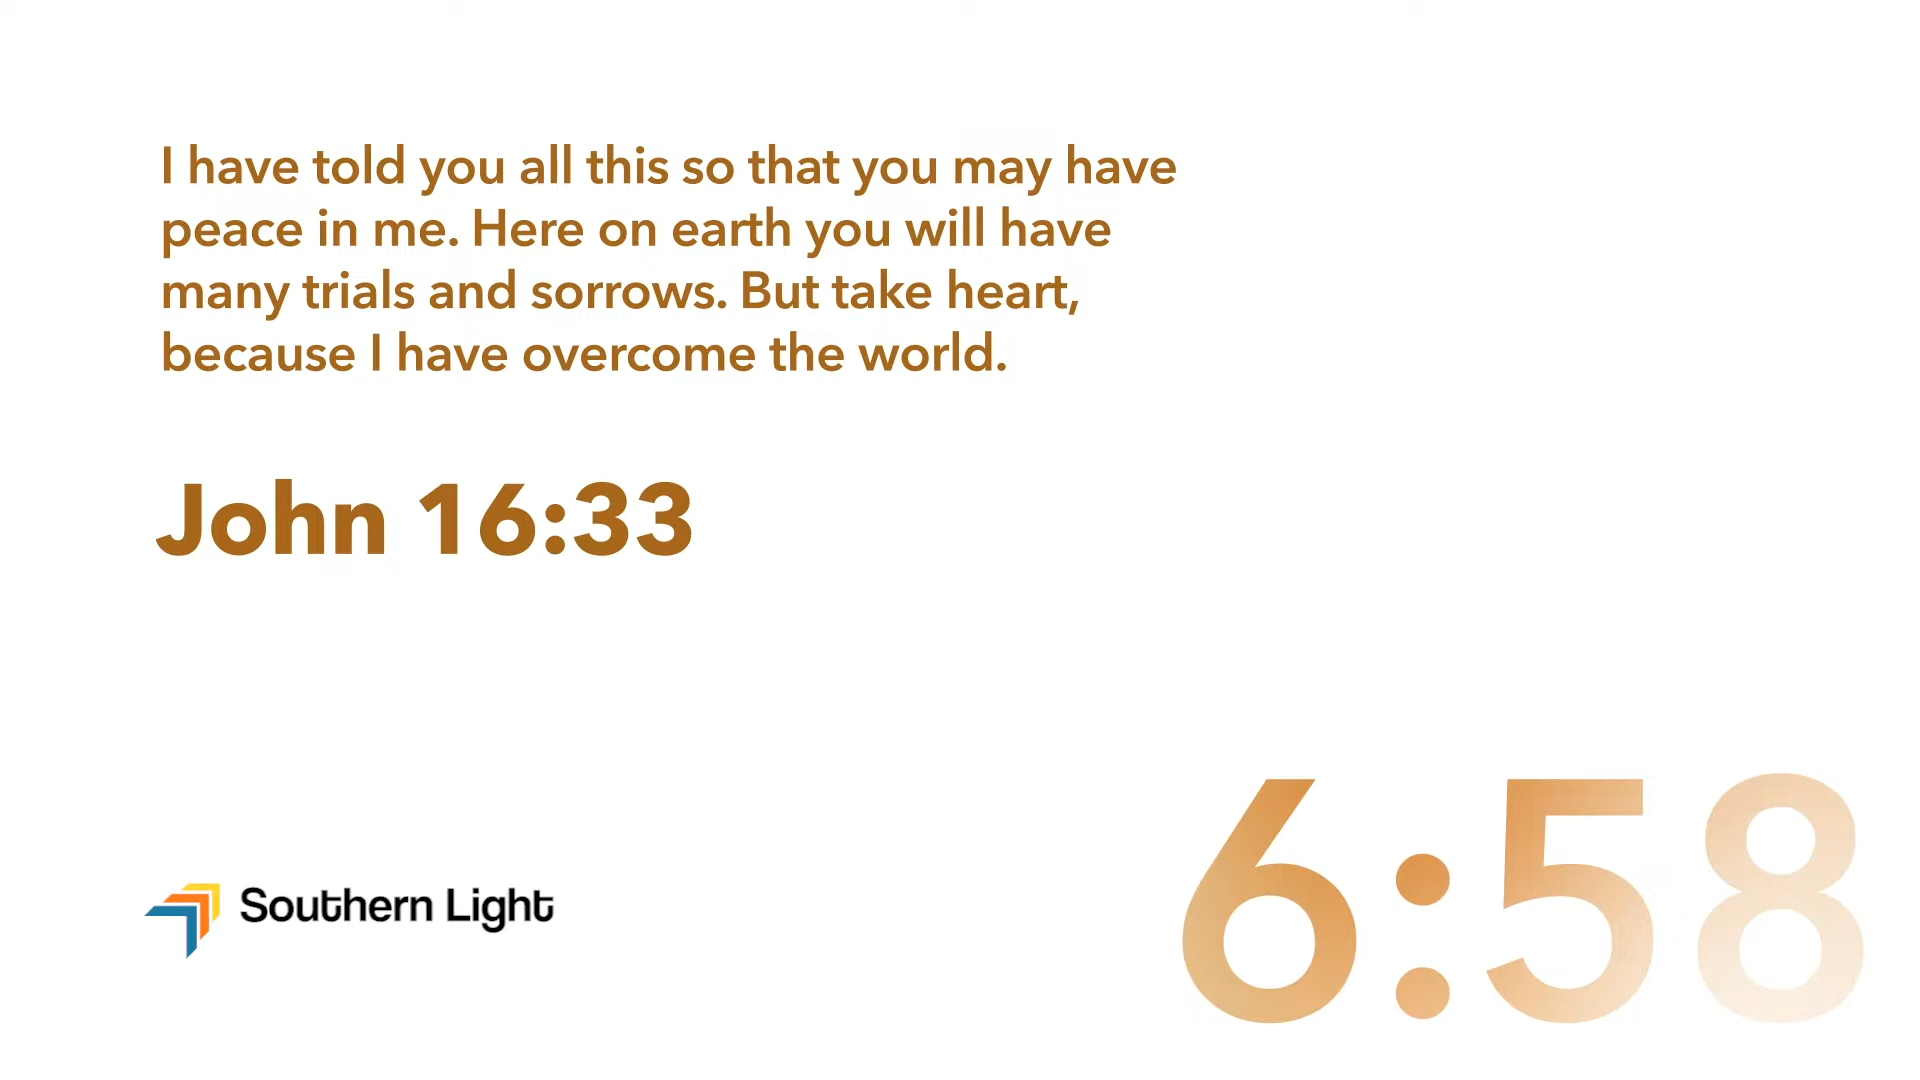 I have told you all this so that you may have
peace in me. Here on earth you will have
many trials and sorrows. But take heart,
because I have overcome the world.
John 16:33
Southern Light
6:58